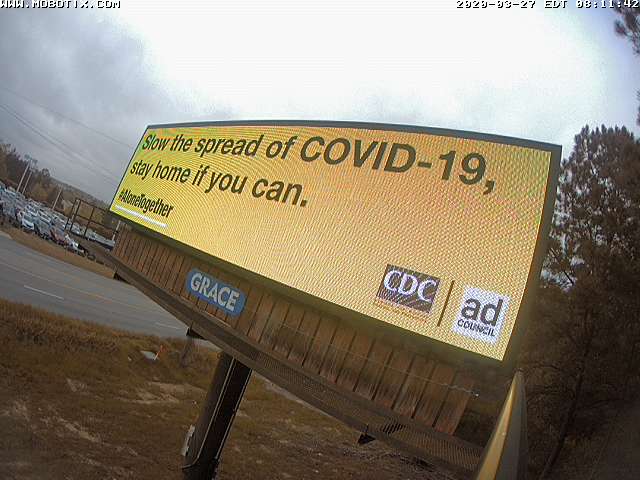 www.MOBOTIX.com
2020-03-27 EDT 08:11:42
Slow the spread of COVID-19,
stay home if you can.
#AloneTogether
CDC
ad
COUNCIL
GRACE